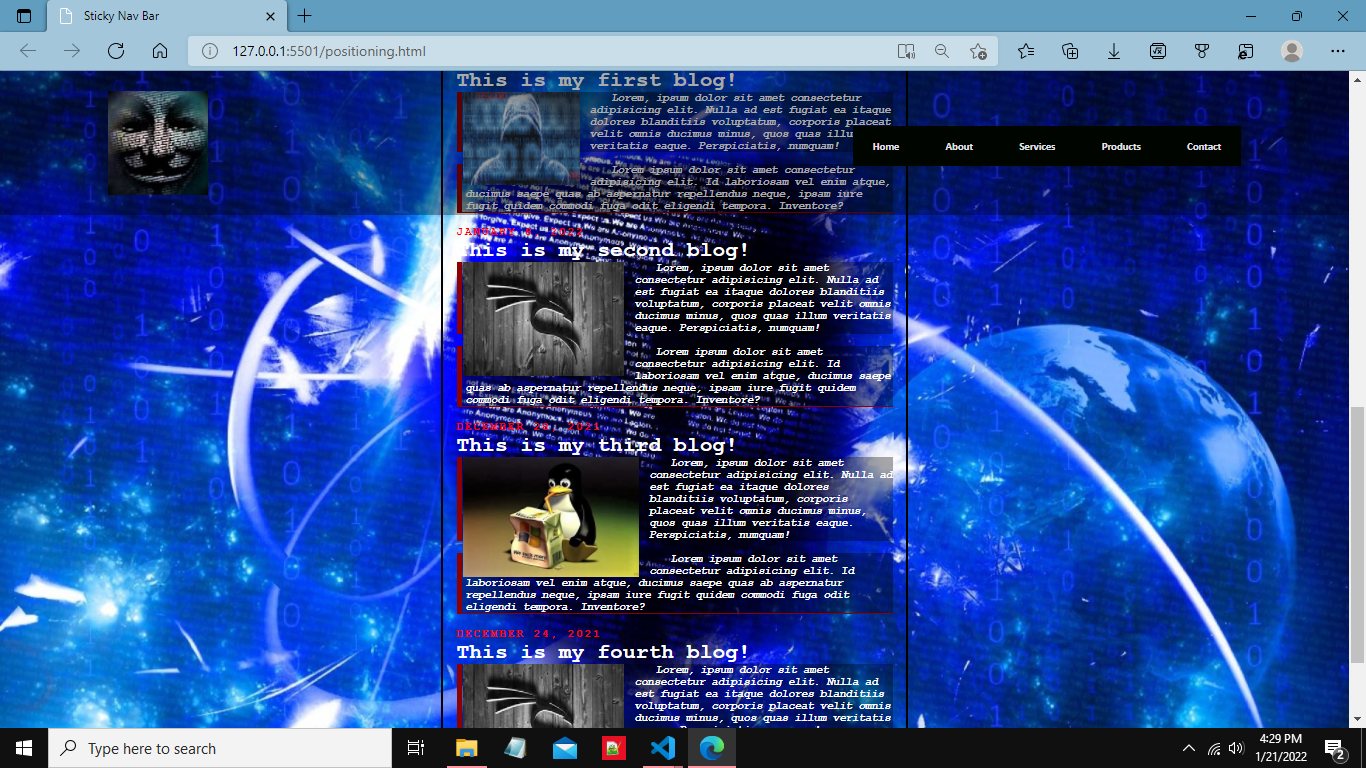 Sticky Nav Bar
127.0.0.1:5501/positioning.html
This is my first blog!
Lorem, ipsum dolor sit amet consectetur
adipisicing elit. Nulla ad est fugiat ea itaque
dolores blanditiis voluptatum, corporis placeat
velit omnis ducimus minus, quos quas illu
veritatis eaque. Perspiciatis, numquam!
Home About Services Products Contact
Lorem ipsum dolor sit amet consectetur
adipisicing elit. Id laboriosam vel enim atque,
ducimus saepe quas ab aspernatur repellendus neque, ipsam iure
fugit quidem commodi fuga odit eligendi tempora. Inventore?
This is my second blog!
Lorem, ipsum dolor sit amet
consectetur adipisicing elit. Nulla ad
est fugiat ea itaque dolores blanditiis
voluptatum, corporis placeat velit omnis
ducimus minus, quos quas illum veritatis
eaque. Perspiciatis, numquam!
Lorem ipsum dolor sit amet
consectetur adipisicing elit. Id
laboriosam vel enim atque, ducimus saepe
quas ab aspernatur repellendus neque, ipsam iure fugit quidem
commodi fuga odit eligendi tempora. Inventore?
This is my third blog!
Lorem, ipsum dolor sit amet
consectetur adipisicing elit. Nulla ad
est fugiat ea itaque dolores
blanditiis voluptatum, corporis
placeat velit omnis ducimus minus,
quos quas illum veritatis eaque.
Perspiciatis, numquam!
Lorem ipsum dolor sit amet
consectetur adipisicing elit. Id
laboriosam vel enim atque, ducimus saepe quas ab aspernatur
repellendus neque, ipsam iure fugit quidem commodi fuga odit
eligendi tempora. Inventore?
DECEMBER 24, 2021
This is my fourth blog!
Lorem, ipsum dolor sit amet
consectetur adipisicing elit. Nulla ad
est fugiat ea itaque dolores blanditiis
voluptatum, corporis placeat velit omnis
ducimus minus, quos quas illum veritatis
Type here to search
4:29 PM
1/21/2022
2